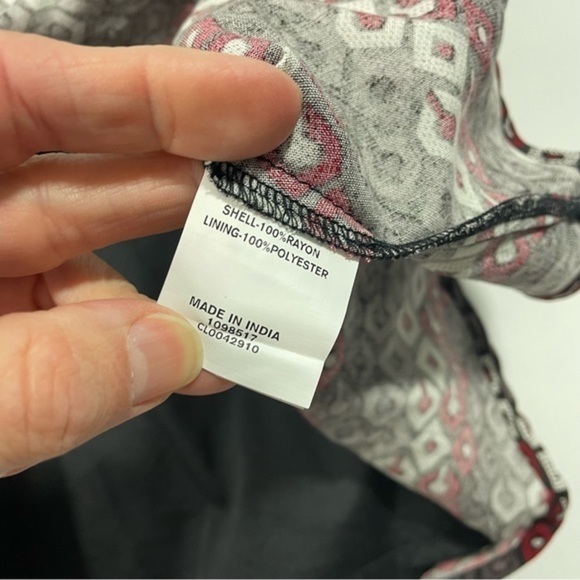 SHELL-100%RAYON
LINING-100%POLYESTER
MADE IN INDIA
1098517
CL0042910